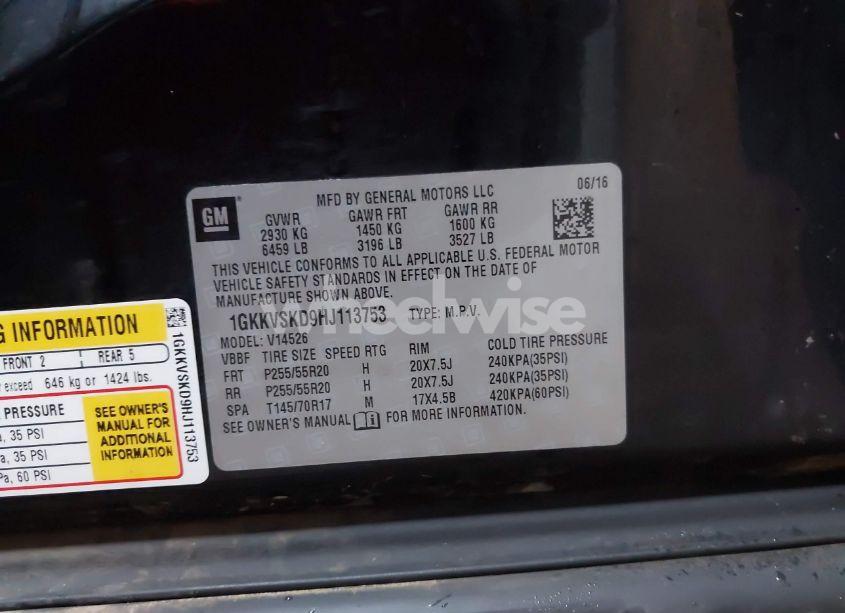 MFD BY GENERAL MOTORS LLC 06/16
GM
GVWR GAWR FRT GAWR RR
2930 KG 1450 KG 1600 KG
6459 LB 3196 LB 3527 LB
THIS VEHICLE CONFORMS TO ALL APPLICABLE U.S. FEDERAL MOTOR
VEHICLE SAFETY STANDARDS IN EFFECT ON THE DATE OF
MANUFACTURE SHOWN ABOVE.
1GKKVSKD9HJ113753 TYPE: M.P.V.
MODEL: V14526
VBBF TIRE SIZE SPEED RTG RIM COLD TIRE PRESSURE
FRT P255/55R20 H 20X7.5J 240KPA(35PSI)
RR P255/55R20 H 20X7.5J 240KPA(35PSI)
SPA T145/70R17 M 17X4.5B 420KPA(60PSI)
SEE OWNER'S MANUAL i FOR MORE INFORMATION.
wheelwise
G INFORMATION
FRONT 2 REAR 5
exceed 646 kg or 1424 lbs.
PRESSURE
, 35 PSI
a, 35 PSI
Pa, 60 PSI
SEE OWNER'S
MANUAL FOR
ADDITIONAL
INFORMATION
1GKKVSKD9HJ113753